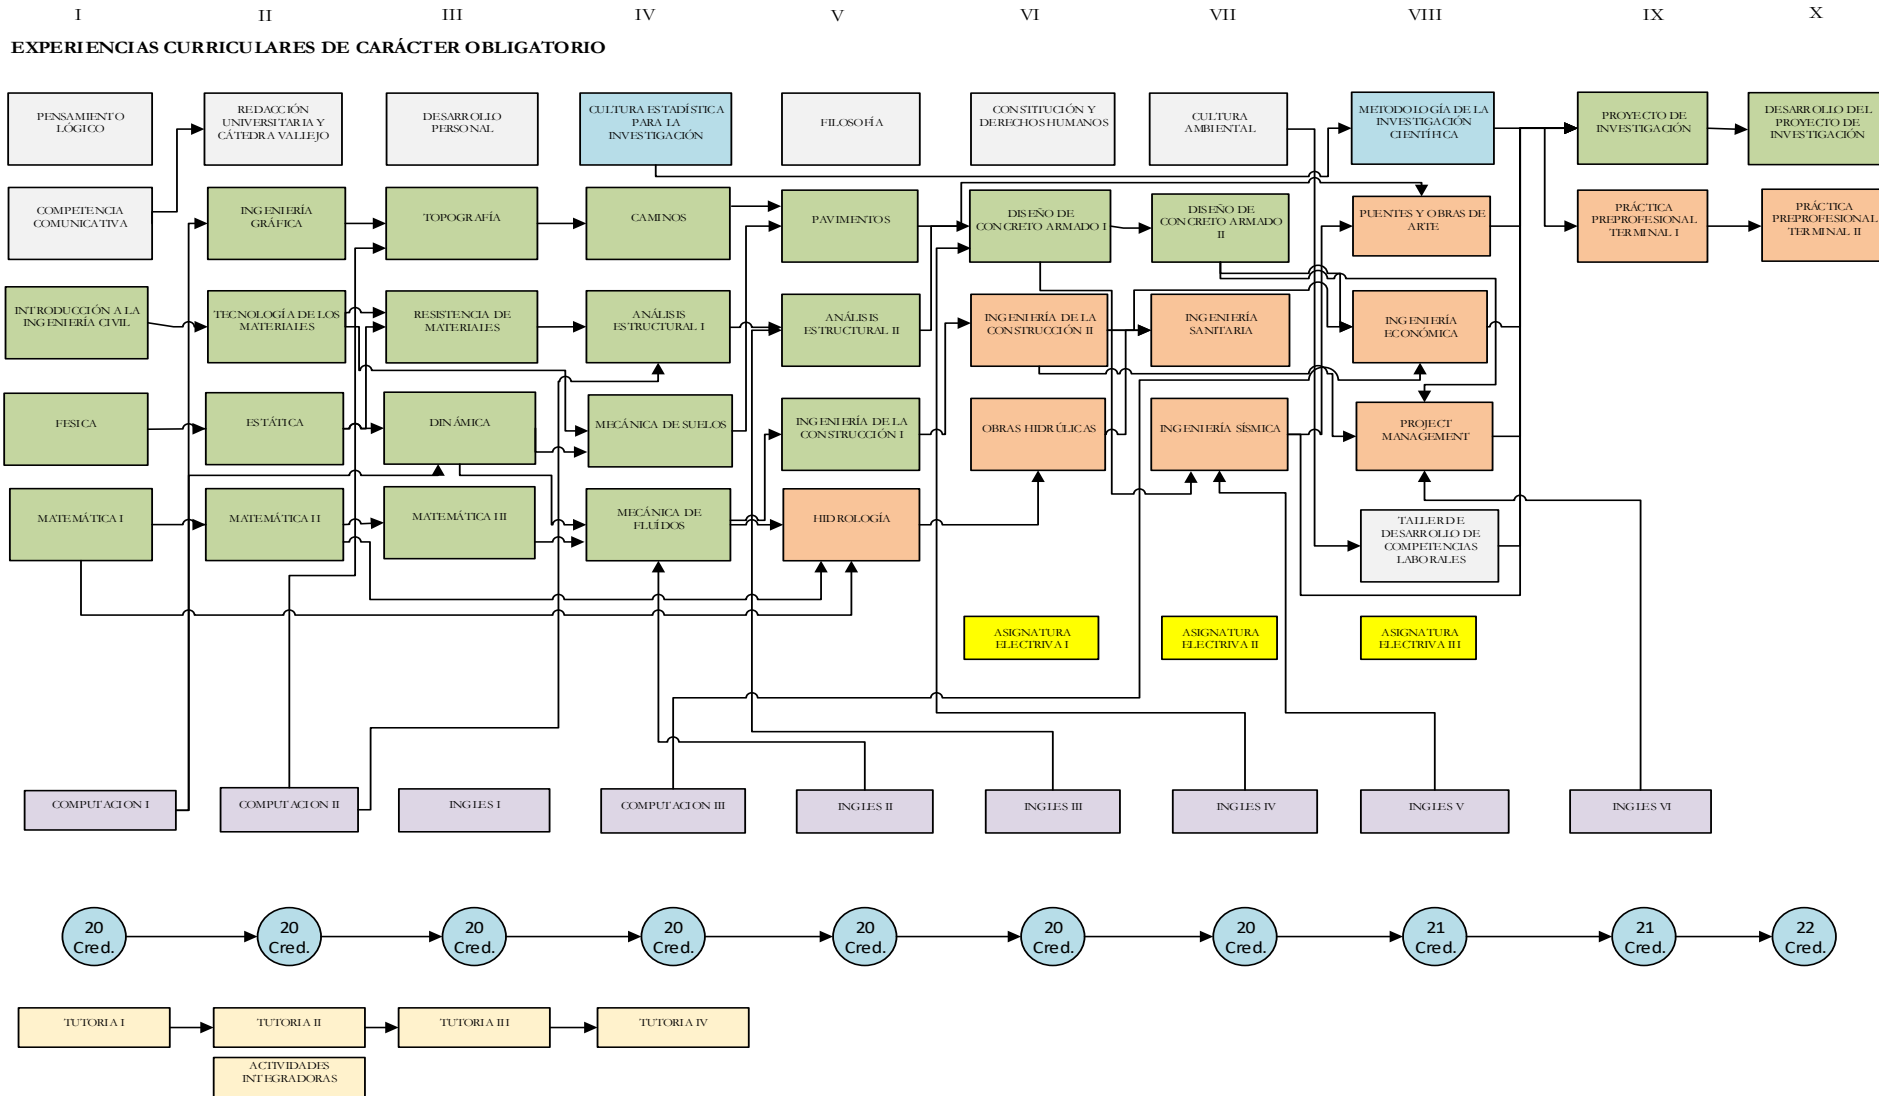 I II III IV V VI VII VIII IX X
EXPERIENCIAS CURRICULARES DE CARÁCTER OBLIGATORIO
PENSAMIENTO
LÓGICO
REDACCIÓN
UNIVERSITARIA Y
CÁTEDRA VALLEJO
DESARROLLO
PERSONAL
CULTURA ESTADÍSTICA
PARA LA
INVESTIGACIÓN
FILOSOFÍA
CONSTITUCIÓN Y
DERECHOS HUMANOS
CULTURA
AMBIENTAL
METODOLOGÍA DE LA
INVESTIGACIÓN
CIENTÍFICA
PROYECTO DE
INVESTIGACIÓN
DESARROLLO DEL
PROYECTO DE
INVESTIGACIÓN
COMPETENCIA
COMUNICATIVA
INGENIERÍA
GRÁFICA
TOPOGRAFÍA
CAMINOS
PAVIMENTOS
DISEÑO DE
CONCRETO ARMADO I
DISEÑO DE
CONCRETO ARMADO
II
PUENTES Y OBRAS DE
ARTE
PRÁCTICA
PREPROFESIONAL
TERMINAL I
PRÁCTICA
PREPROFESIONAL
TERMINAL II
INTRODUCCIÓN A LA
INGENIERÍA CIVIL
TECNOLOGÍA DE LOS
MATERIALES
RESISTENCIA DE
MATERIALES
ANÁLISIS
ESTRUCTURAL I
ANÁLISIS
ESTRUCTURAL II
INGENIERÍA DE LA
CONSTRUCCIÓN II
INGENIERÍA
SANITARIA
INGENIERÍA
ECONÓMICA
FESICA
ESTÁTICA
DINÁMICA
MECÁNICA DE SUELOS
INGENIERÍA DE LA
CONSTRUCCIÓN I
OBRAS HIDRÚLICAS
INGENIERÍA SÍSMICA
PROJECT
MANAGEMENT
MATEMÁTICA I
MATEMÁTICA II
MATEMÁTICA III
MECÁNICA DE
FLUÍDOS
HIDROLOGÍA
TALLER DE
DESARROLLO DE
COMPETENCIAS
LABORALES
ASIGNATURA
ELECTRIVA I
ASIGNATURA
ELECTRIVA II
ASIGNATURA
ELECTRIVA III
COMPUTACION I
COMPUTACION II
INGLES I
COMPUTACION III
INGLES II
INGLES III
INGLES IV
INGLES V
INGLES VI
20
Cred.
20
Cred.
20
Cred.
20
Cred.
20
Cred.
20
Cred.
20
Cred.
21
Cred.
21
Cred.
22
Cred.
TUTORIA I
TUTORIA II
TUTORIA III
TUTORIA IV
ACTIVIDADES
INTEGRADORAS